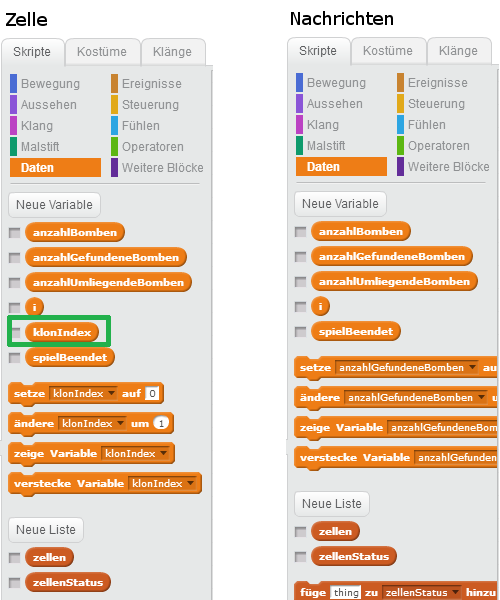 Zelle
Skripte Kostüme Klänge
Bewegung Ereignisse
Aussehen Steuerung
Klang Fühlen
Malstift Operatoren
Daten Weitere Blöcke
Neue Variable
anzahlBomben
anzahlGefundeneBomben
anzahlUmliegendeBomben
i
klonIndex
spielBeendet
setze klonIndex auf 0
ändere klonIndex um 1
zeige Variable klonIndex
verstecke Variable klonIndex
Neue Liste
zellen
zellenStatus
Nachrichten
Skripte Kostüme Klänge
Bewegung Ereignisse
Aussehen Steuerung
Klang Fühlen
Malstift Operatoren
Daten Weitere Blöcke
Neue Variable
anzahlBomben
anzahlGefundeneBomben
anzahlUmliegendeBomben
i
spielBeendet
setze anzahlGefundeneBomben au
ändere anzahlGefundeneBomben
zeige Variable anzahlGefundeneBom
verstecke Variable anzahlGefunden
Neue Liste
zellen
zellenStatus
füge thing zu zellenStatus hinzu